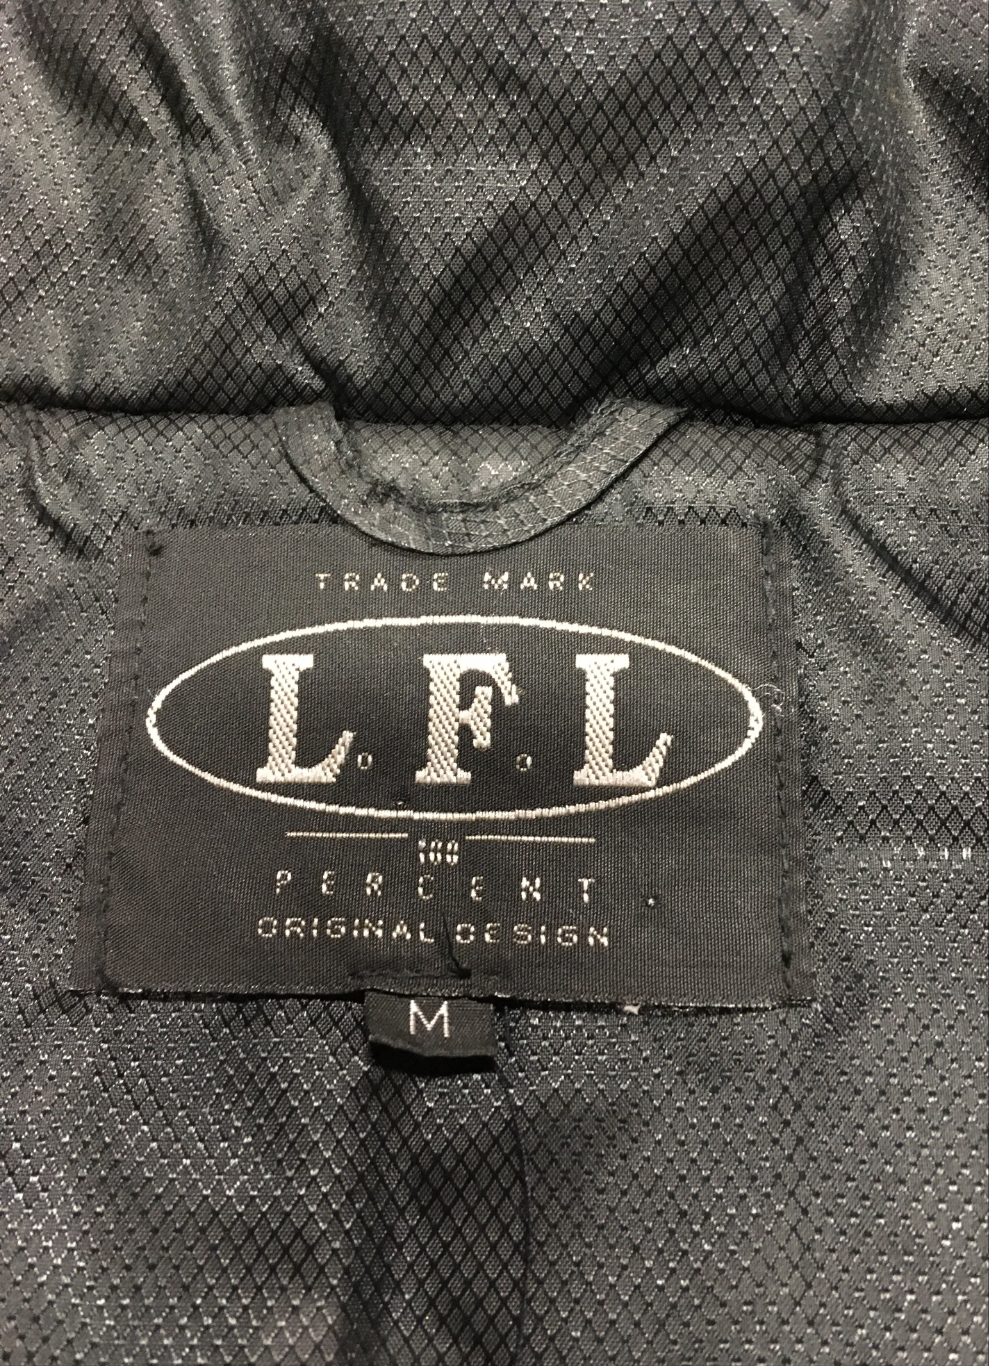 TRADE MARK
L.F.L
100
PERCENT
ORIGINAL DESIGN
M